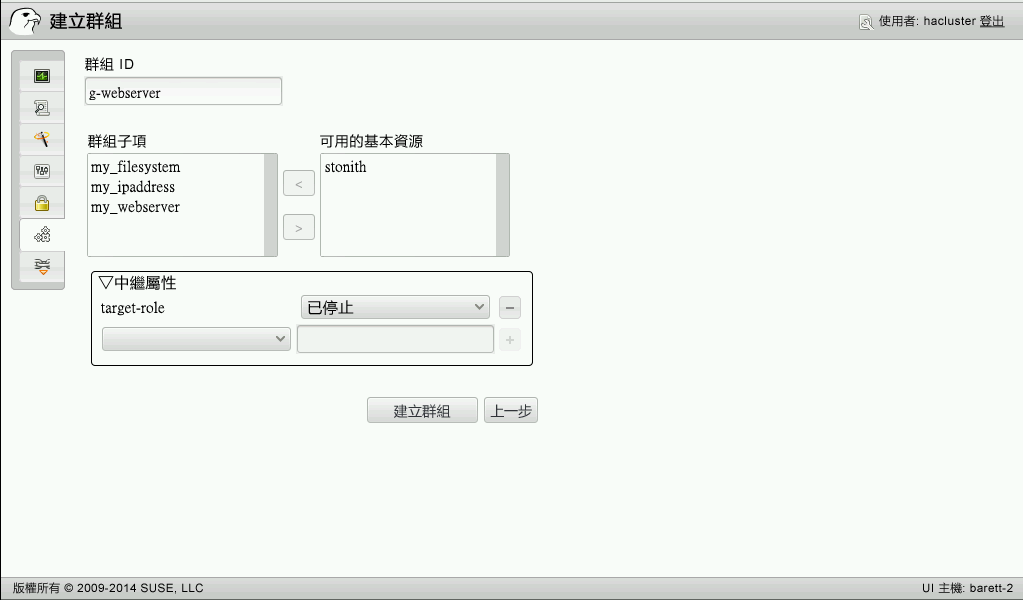 建立群組
使用者: hacluster 登出
群組 ID
g-webserver
群組子項
可用的基本資源
my_filesystem
my_ipaddress
my_webserver
<
>
stonith
▽中繼屬性
target-role
已停止
−
+
建立群組
上一步
版權所有 © 2009-2014 SUSE, LLC
UI 主機: barett-2